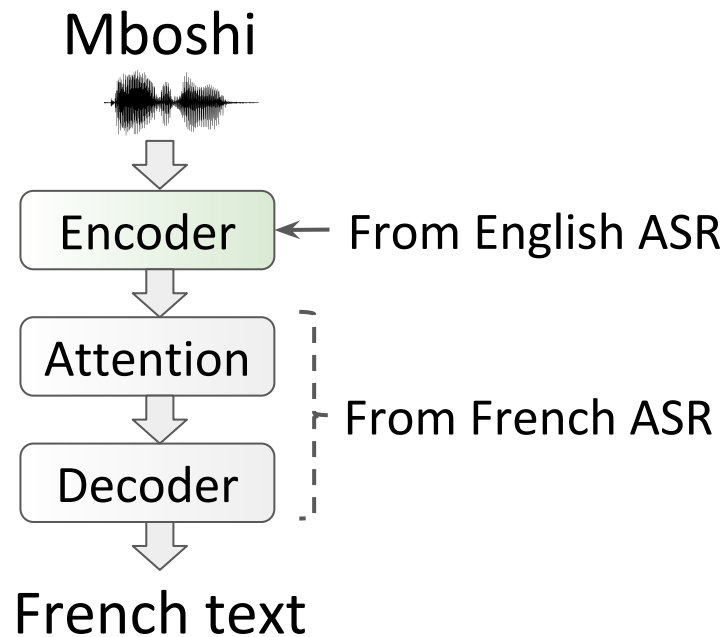 Mboshi
Encoder
From English ASR
Attention
From French ASR
Decoder
French text